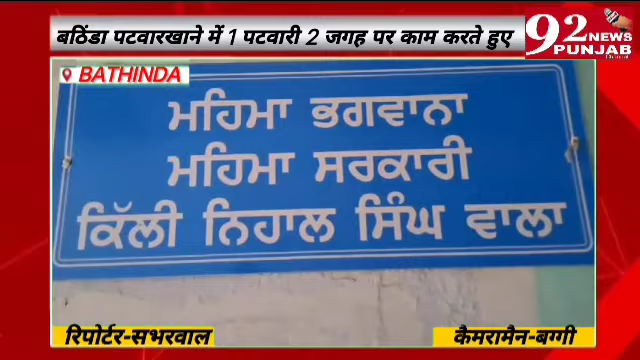 बठिंडा पटवारखाने में 1 पटवारी 2 जगह पर काम करते हुए
92 NEWS
PUNJAB
Channel
BATHINDA
ਮਹਿਮਾ ਭਗਵਾਨਾ
ਮਹਿਮਾ ਸਰਕਾਰੀ
ਕਿੱਲੀ ਨਿਹਾਲ ਸਿੰਘ ਵਾਲਾ
रिपोर्टर-सभरवाल
कैमरामैन-बग्गी